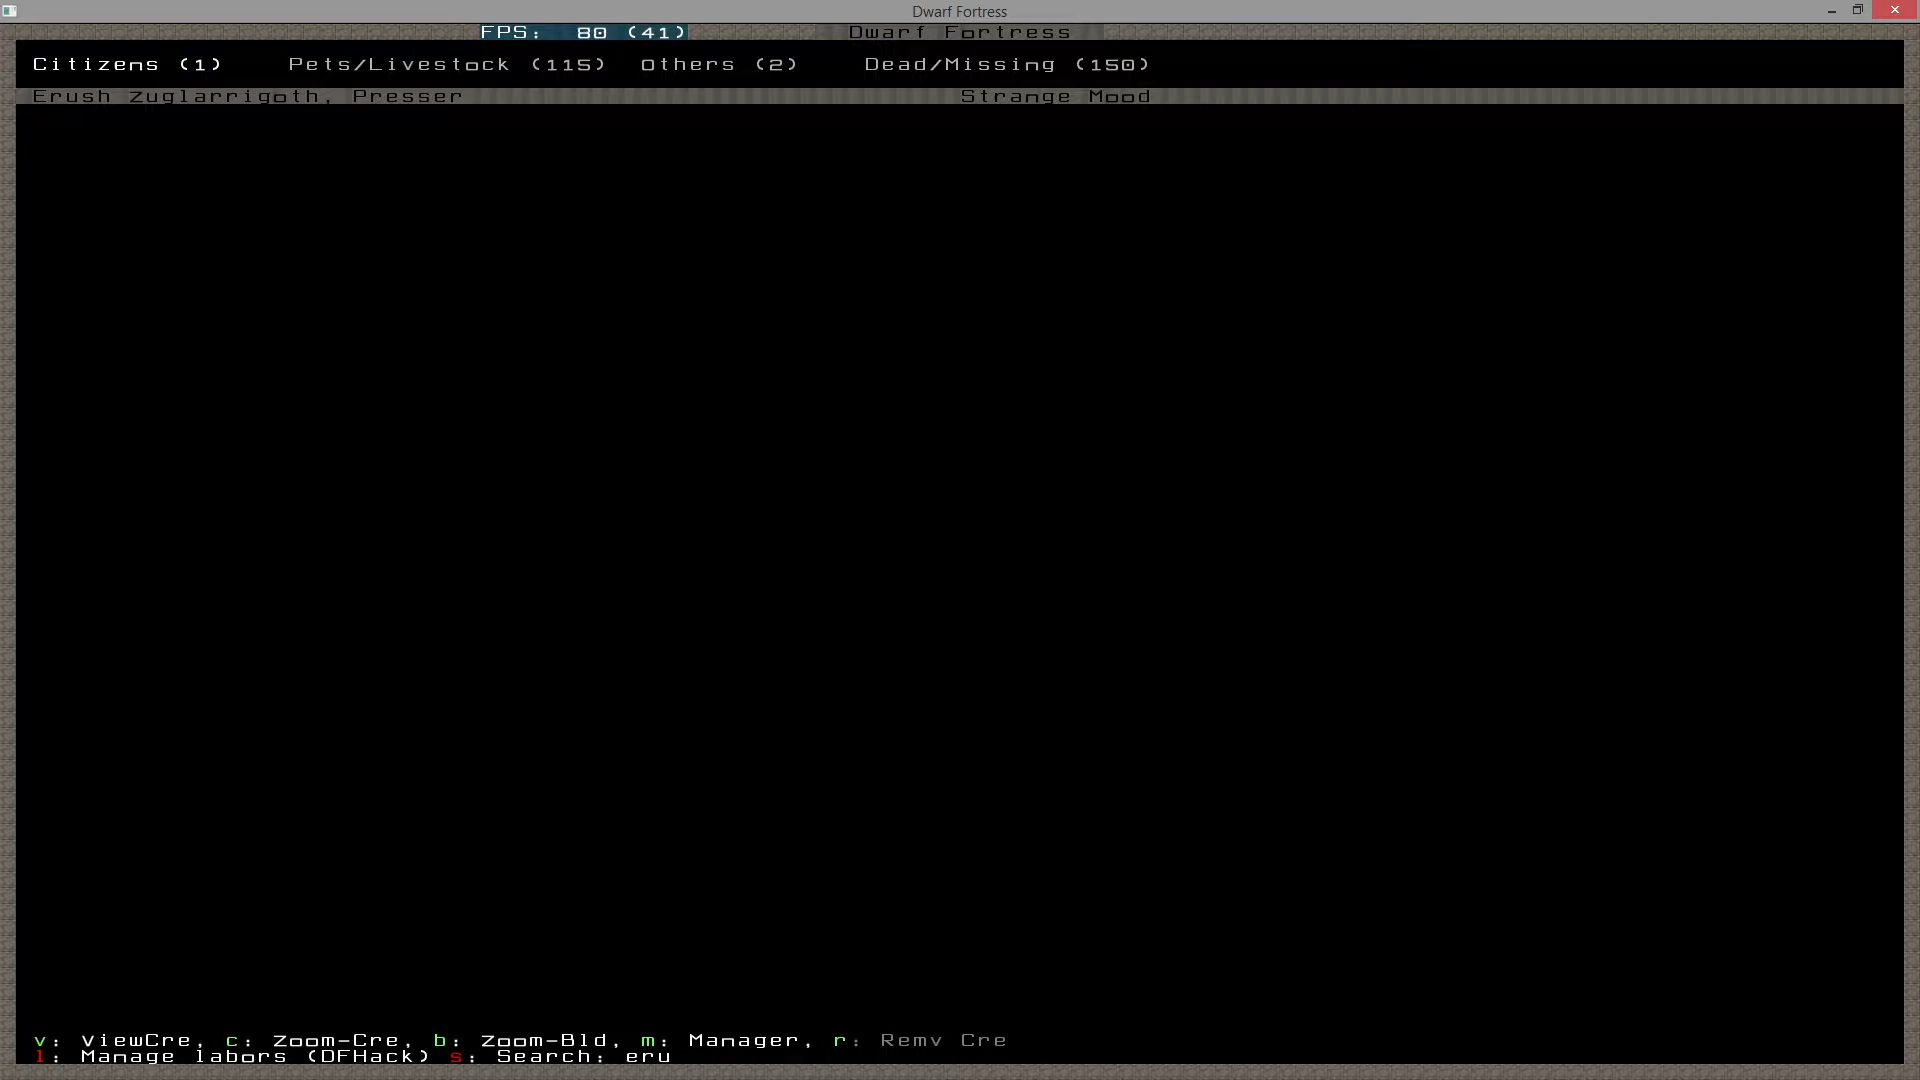 Dwarf Fortress
FPS: 80 (41) Dwarf Fortress
Citizens (1) Pets/Livestock (115) Others (2) Dead/Missing (150)
Erush Zuglarrigoth, Presser Strange Mood
v: ViewCre, c: Zoom-Cre, b: Zoom-Bld, m: Manager, r: Remv Cre
l: Manage labors (DFHack) s: Search: eru